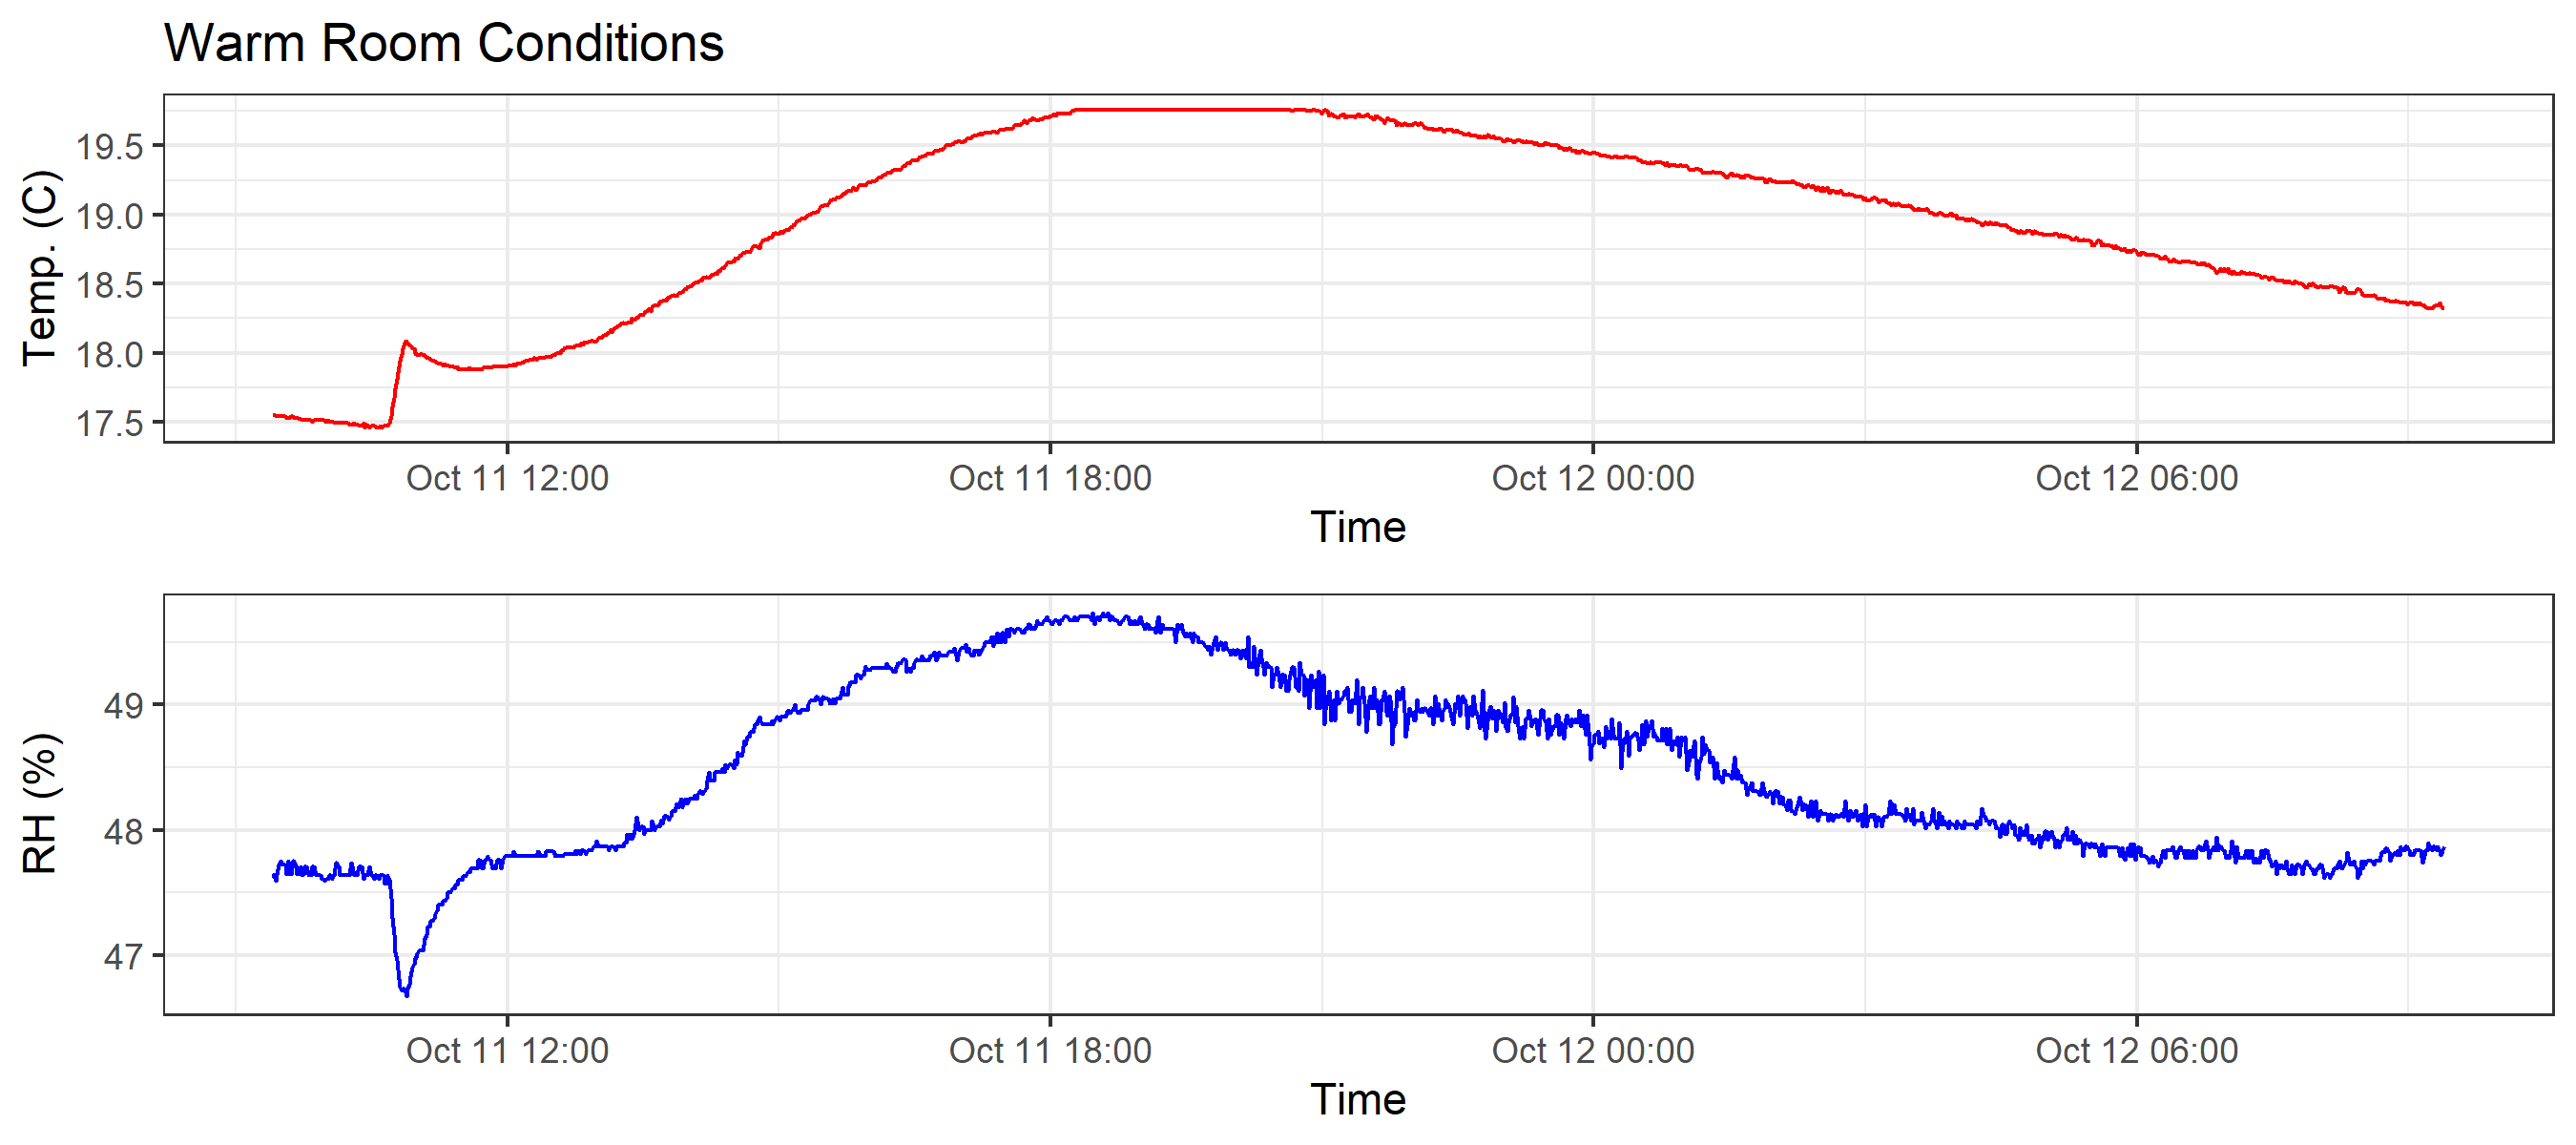 Warm Room Conditions
Temp. (C)
19.5
19.0
18.5
18.0
17.5
Oct 11 12:00 Oct 11 18:00 Oct 12 00:00 Oct 12 06:00
Time
RH (%)
49
48
47
Oct 11 12:00 Oct 11 18:00 Oct 12 00:00 Oct 12 06:00
Time